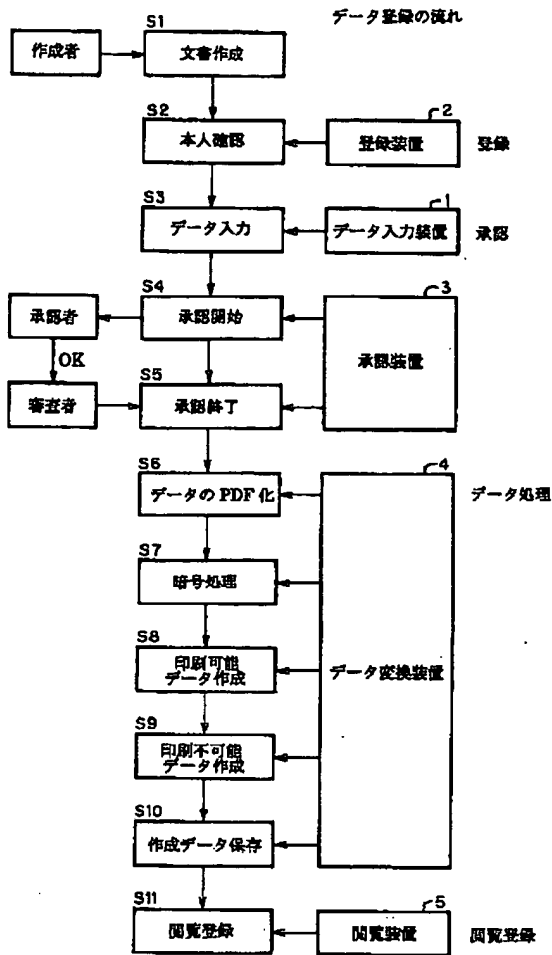 データ登録の流れ
S1
作成者
文書作成
S2
2
本人確認
登録装置
登録
S3
1
データ入力
データ入力装置
承認
S4
3
承認者
承認開始
承認装置
OK
S5
審査者
承認終了
S6
4
データのPDF化
データ処理
S7
暗号処理
S8
印刷可能
データ作成
データ変換装置
S9
印刷不可能
データ作成
S10
作成データ保存
S11
5
閲覧登録
閲覧装置
閲覧登録